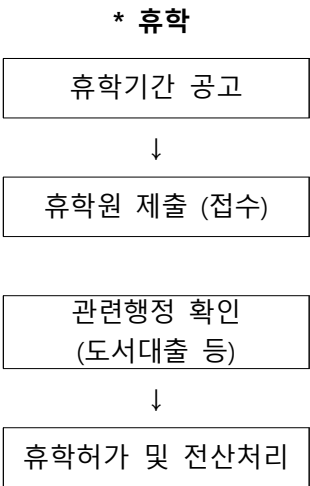 * 휴학
휴학기간 공고
↓
휴학원 제출 (접수)
관련행정 확인
(도서대출 등)
↓
휴학허가 및 전산처리